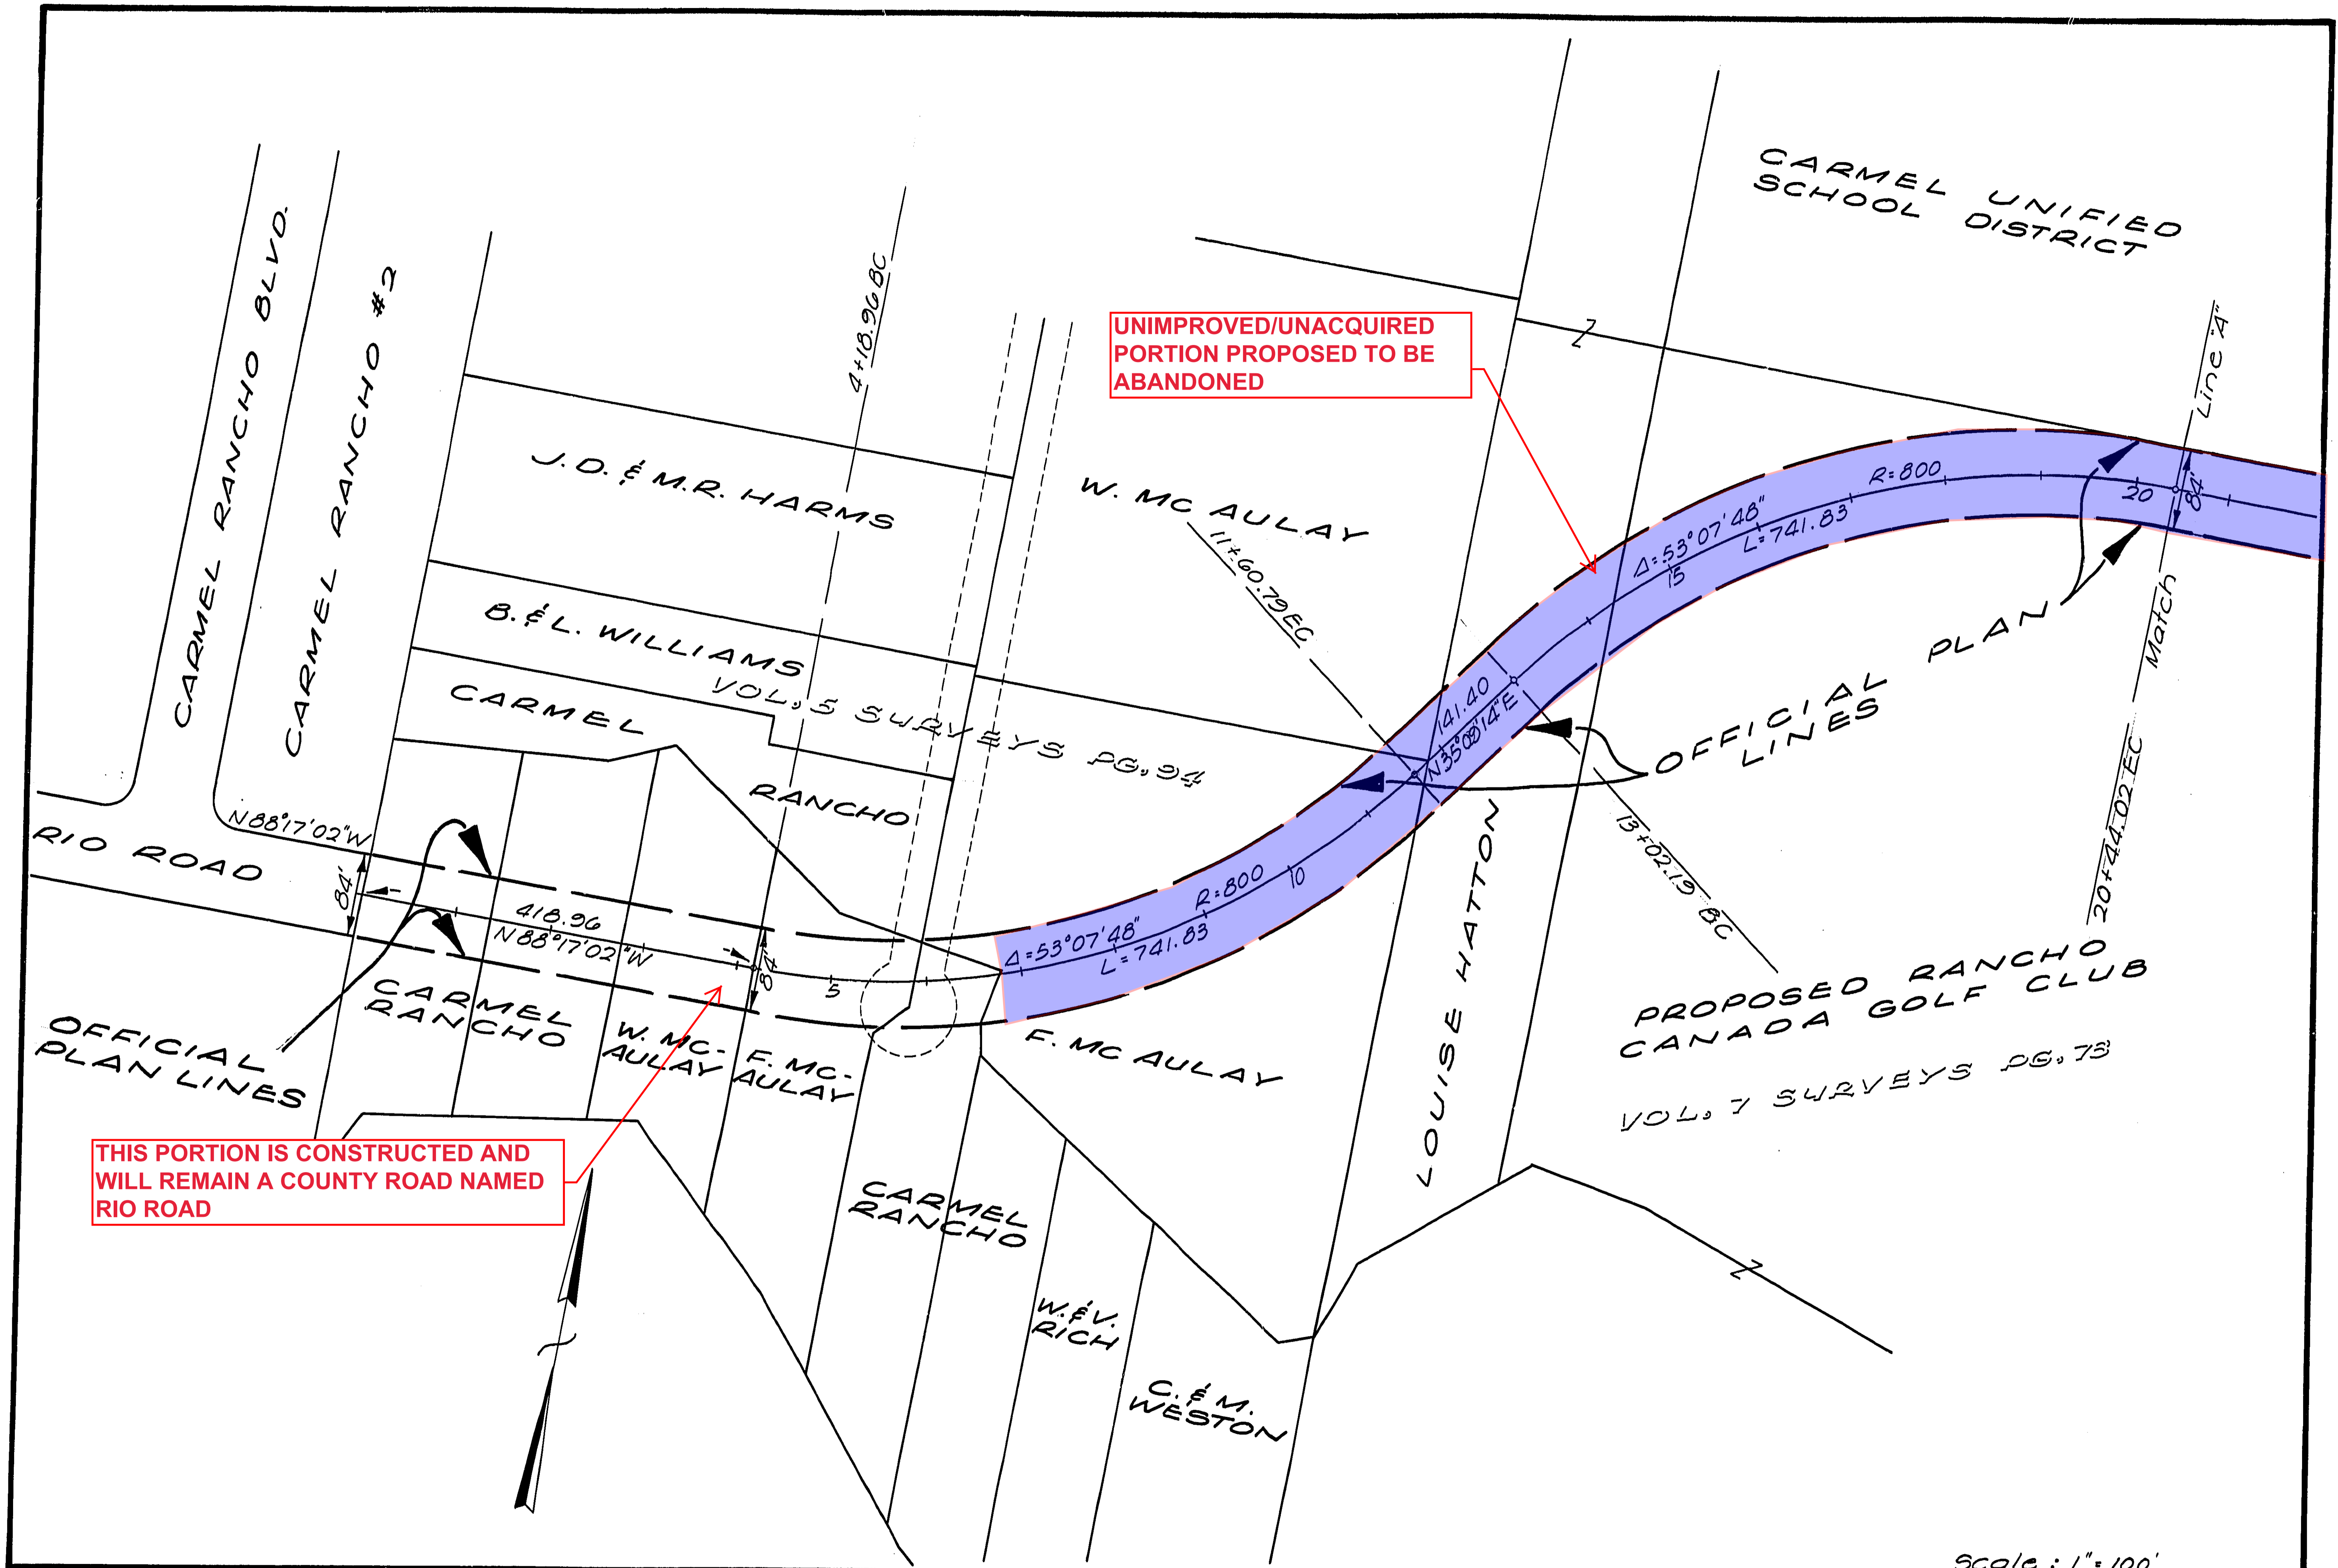 CARMEL UNIFIED
SCHOOL DISTRICT
CARMEL RANCHO BLVD.
CARMEL RANCHO #2
4+18.96 BC
UNIMPROVED/UNACQUIRED
PORTION PROPOSED TO BE
ABANDONED
Line "A"
Match
20+44.02 EC
J.D. & M.R. HARMS
W. MC AULAY
11+60.79 EC
R=800
Δ=53°07'48"
L=741.83
15
20
84'
B. & L. WILLIAMS
VOL. 5 SURVEYS PG. 94
CARMEL
RANCHO
141.40
N35°09'14"E
OFFICIAL PLAN
LINES
13+02.19 BC
RIO ROAD
N88°17'02"W
84'
418.96
N88°17'02"W
84'
5
Δ=53°07'48"
L=741.83
R=800
10
LOUISE HATTON
OFFICIAL
PLAN LINES
CARMEL
RANCHO
W. MC-
AULAY
F. MC-
AULAY
F. MC AULAY
PROPOSED RANCHO
CANADA GOLF CLUB
VOL. 7 SURVEYS PG. 73
THIS PORTION IS CONSTRUCTED AND
WILL REMAIN A COUNTY ROAD NAMED
RIO ROAD
CARMEL
RANCHO
W. & V.
RICH
C. & M.
WESTON
Scale : 1"=100'